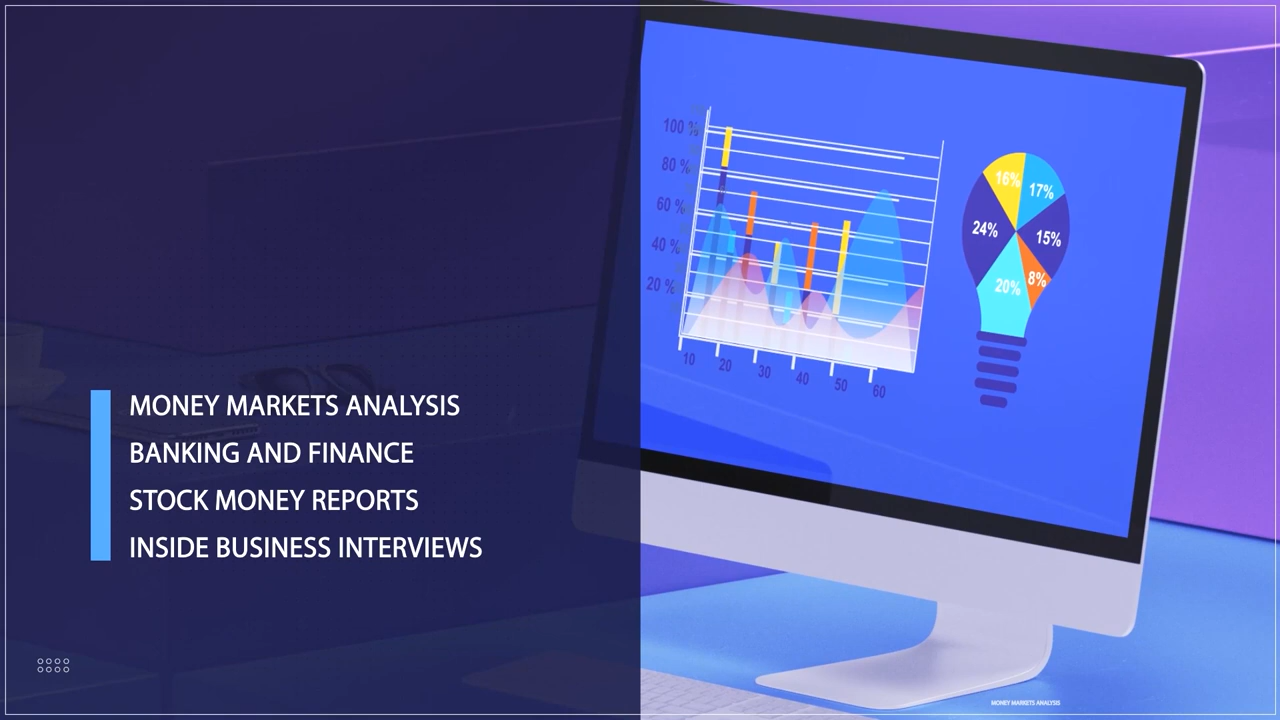 MONEY MARKETS ANALYSIS
BANKING AND FINANCE
STOCK MONEY REPORTS
INSIDE BUSINESS INTERVIEWS
100 %
80 %
60 %
40 %
20 %
10 20 30 40 50 60
16% 17%
24% 15%
20% 8%
MONEY MARKETS ANALYSIS